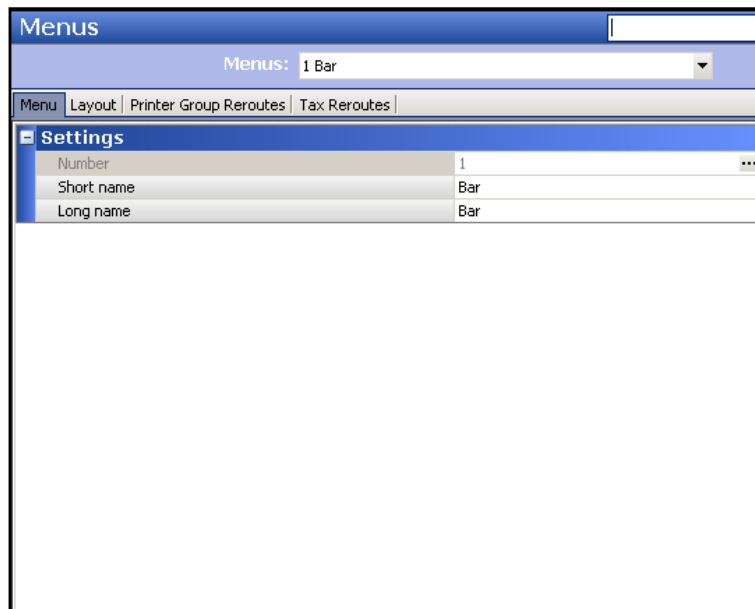 Menus
Menus: 1 Bar
Menu Layout Printer Group Reroutes Tax Reroutes
Settings
Number 1 ...
Short name Bar
Long name Bar